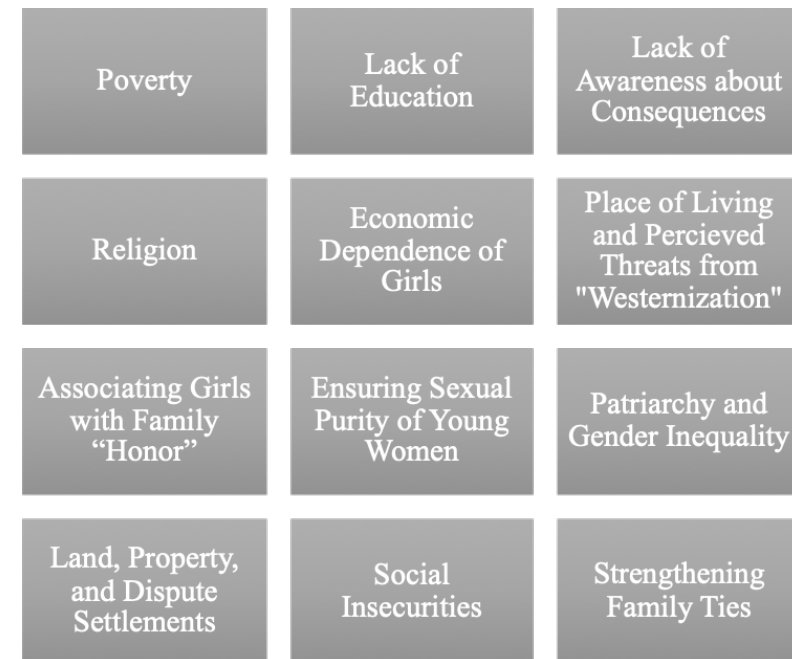 Poverty
Lack of
Education
Lack of
Awareness about
Consequences
Religion
Economic
Dependence of
Girls
Place of Living
and Percieved
Threats from
"Westernization"
Associating Girls
with Family
“Honor”
Ensuring Sexual
Purity of Young
Women
Patriarchy and
Gender Inequality
Land, Property,
and Dispute
Settlements
Social
Insecurities
Strengthening
Family Ties